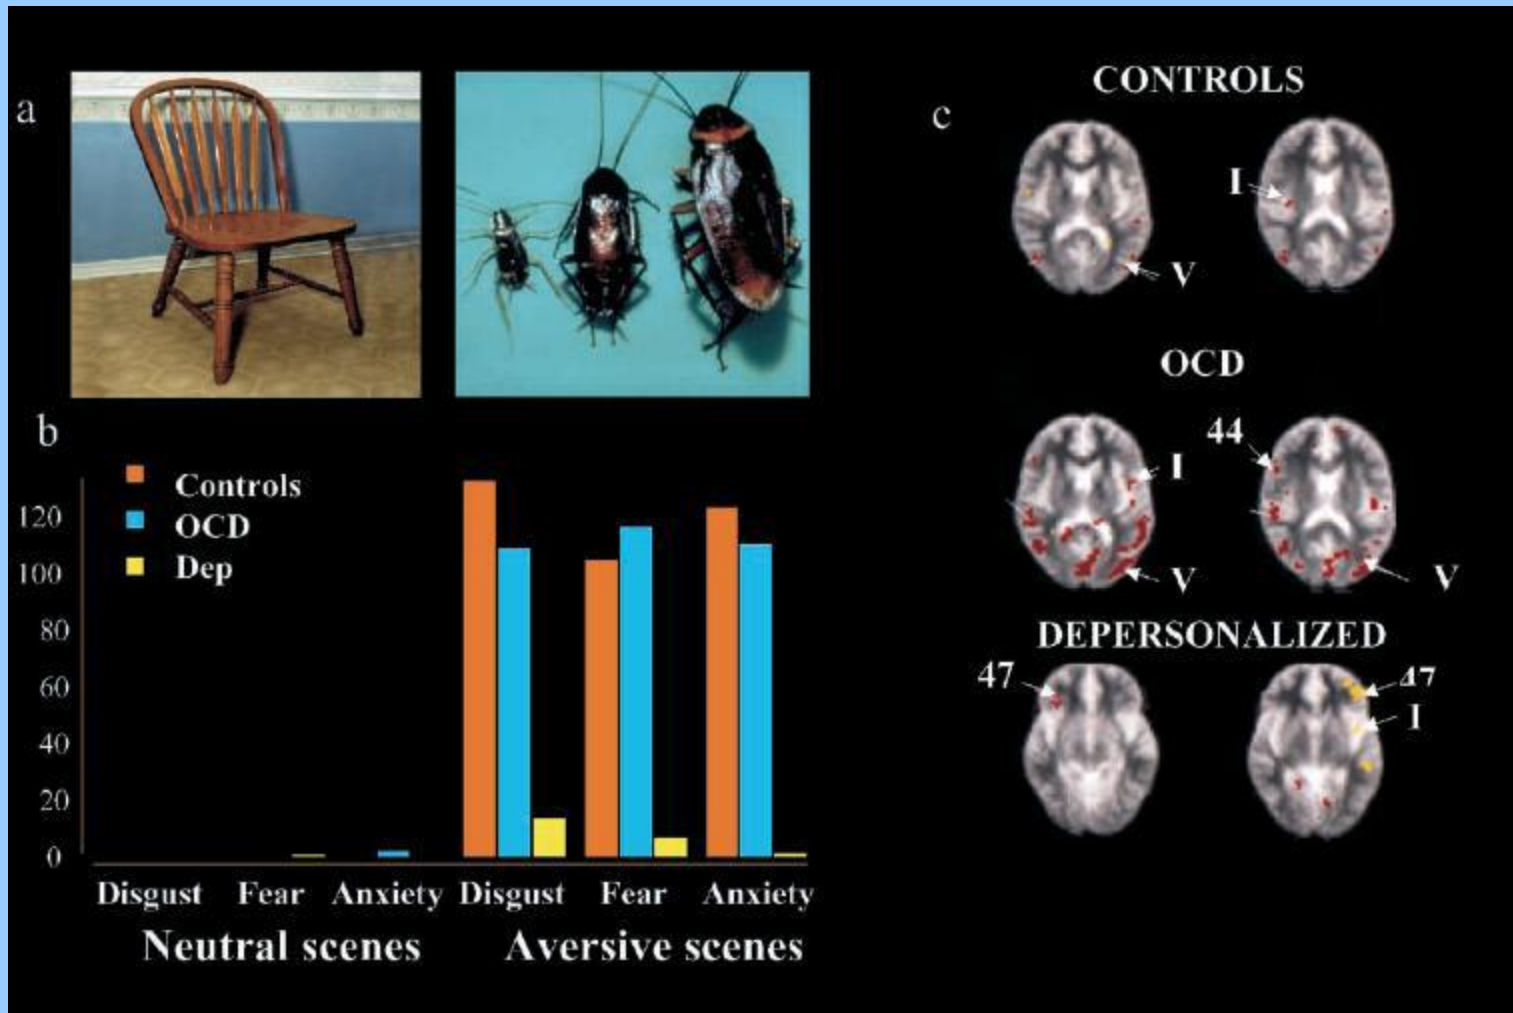 a
b
Controls
OCD
Dep
120
100
80
60
40
20
0
Disgust Fear Anxiety Disgust Fear Anxiety
Neutral scenes Aversive scenes
c
CONTROLS
I
V
OCD
44
I
V
V
DEPERSONALIZED
47
47
I